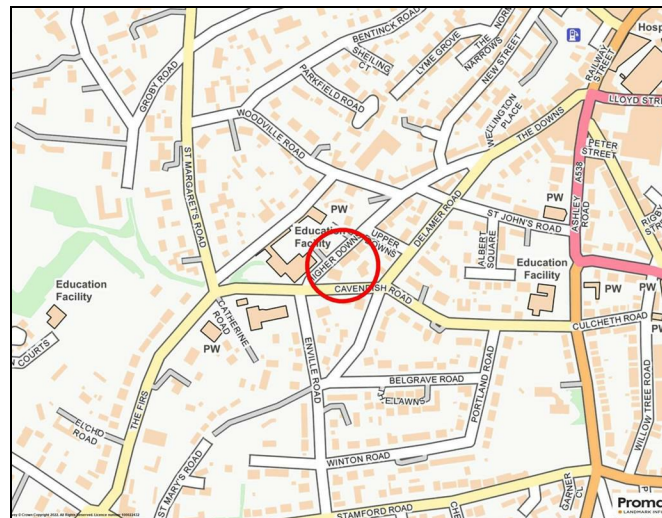 BENTINCK ROAD
GROBY ROAD
SHEILING CT
PARKFIELD ROAD
LYME GROVE
THE NARROWS
NEW STREET
Hosp
RAILWAY STREET
LLOYD STR
WOODVILLE ROAD
WELLINGTON PLACE
THE DOWNS
PETER STREET
A538
ASHLEY ROAD
ST MARGARET'S ROAD
PW
Education Facility
HIGHER DOWNS
UPPER DOWNS
DELAMER ROAD
ST JOHN'S ROAD
PW
RIGBY
ALBERT SQUARE
Education Facility
Education Facility
CAVENDISH ROAD
PW
PW
CATHERINE ROAD
PW
CULCHETH ROAD
COURTS
ENVILLE ROAD
THE FIRS
BELGRAVE ROAD
PORTLAND ROAD
WILLOW TREE ROAD
ROAD
WINTON ROAD
ST MARY'S ROAD
STAMFORD ROAD
GARNER CL
Promo
LANDMARK INF